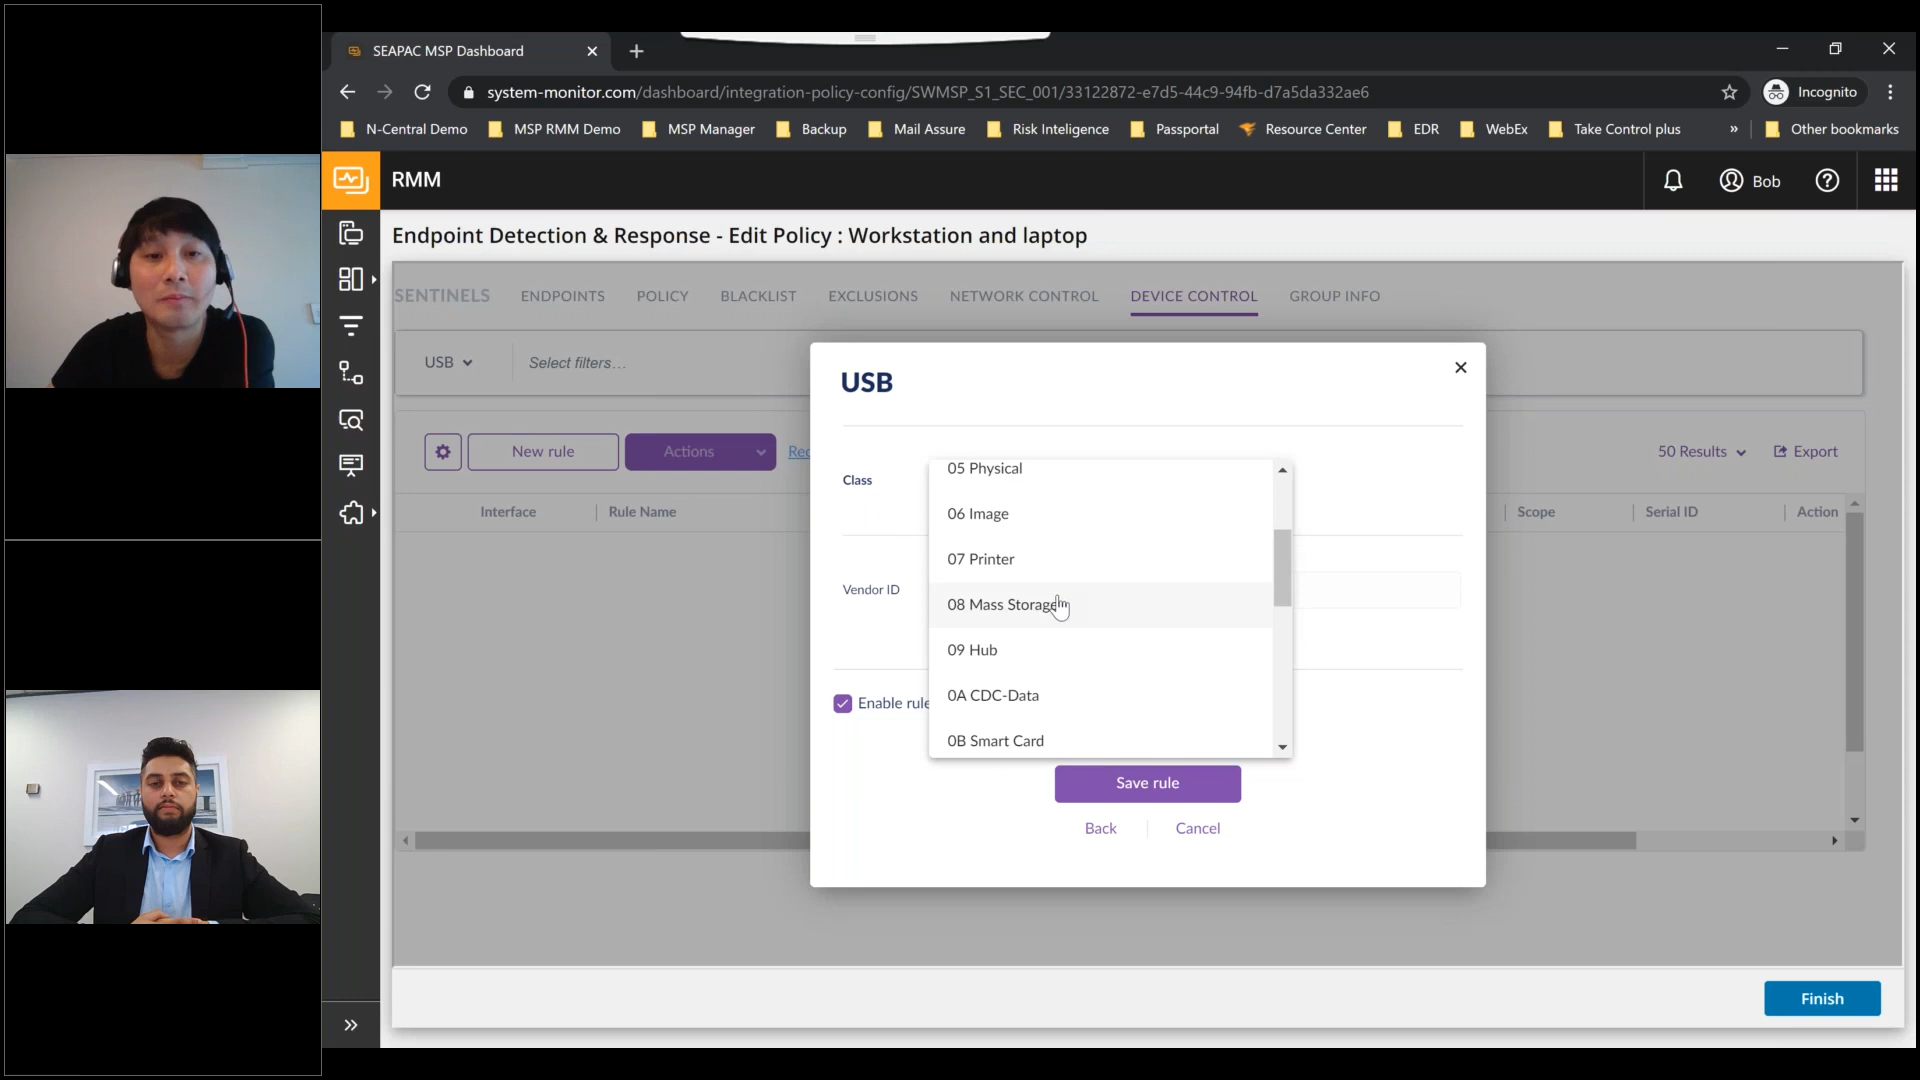 SEAPAC MSP Dashboard
system-monitor.com/dashboard/integration-policy-config/SWMSP_S1_SEC_001/33122872-e7d5-44c9-94fb-d7a5da332ae6
Incognito
N-Central Demo
MSP RMM Demo
MSP Manager
Backup
Mail Assure
Risk Inteligence
Passportal
Resource Center
EDR
WebEx
Take Control plus
»
Other bookmarks
RMM
Bob
Endpoint Detection & Response - Edit Policy : Workstation and laptop
SENTINELS
ENDPOINTS
POLICY
BLACKLIST
EXCLUSIONS
NETWORK CONTROL
DEVICE CONTROL
GROUP INFO
USB
Select filters...
New rule
Actions
50 Results
Export
Interface
Rule Name
Scope
Serial ID
Action
USB
Class
05 Physical
06 Image
07 Printer
08 Mass Storage
09 Hub
0A CDC-Data
0B Smart Card
Vendor ID
Enable rule
Save rule
Back
Cancel
Finish